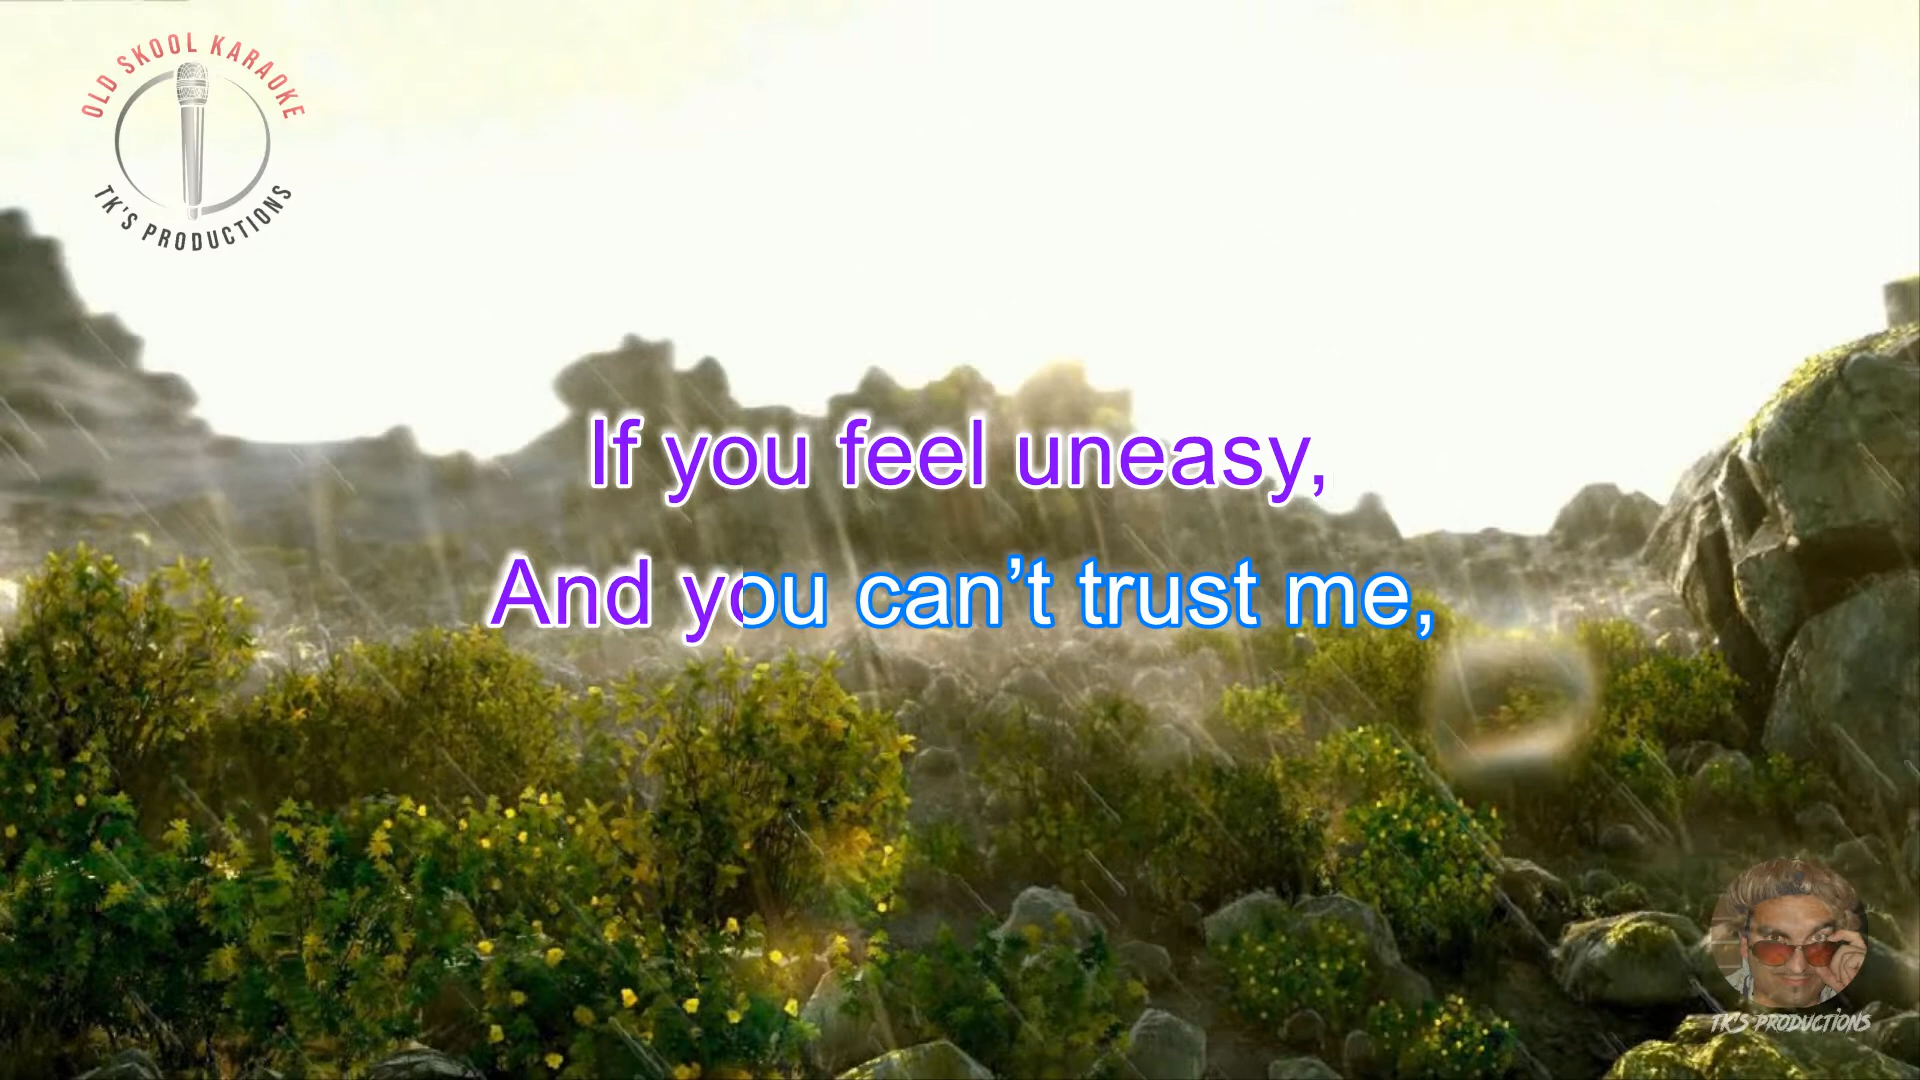 OLD SKOOL KARAOKE
TK'S PRODUCTIONS
If you feel uneasy,
And you can’t trust me,
TK'S PRODUCTIONS